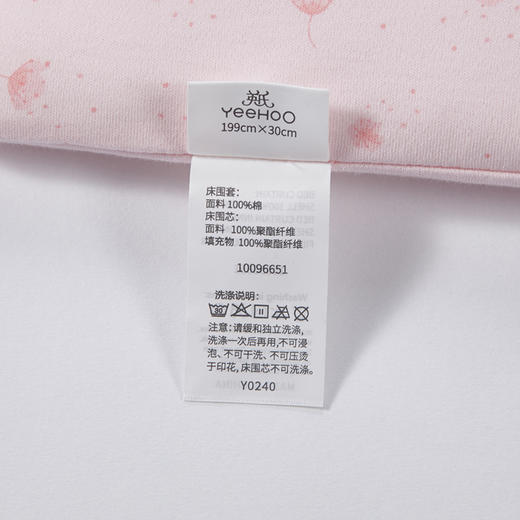 英氏
YeeHOO
199cm×30cm
床围套：
面料 100%棉
床围芯：
面料 100%聚酯纤维
填充物 100%聚酯纤维
10096651
洗涤说明：
30
注意：请缓和独立洗涤，
洗涤一次后再用，不可浸
泡、不可干洗、不可压烫
于印花，床围芯不可洗涤。
Y0240